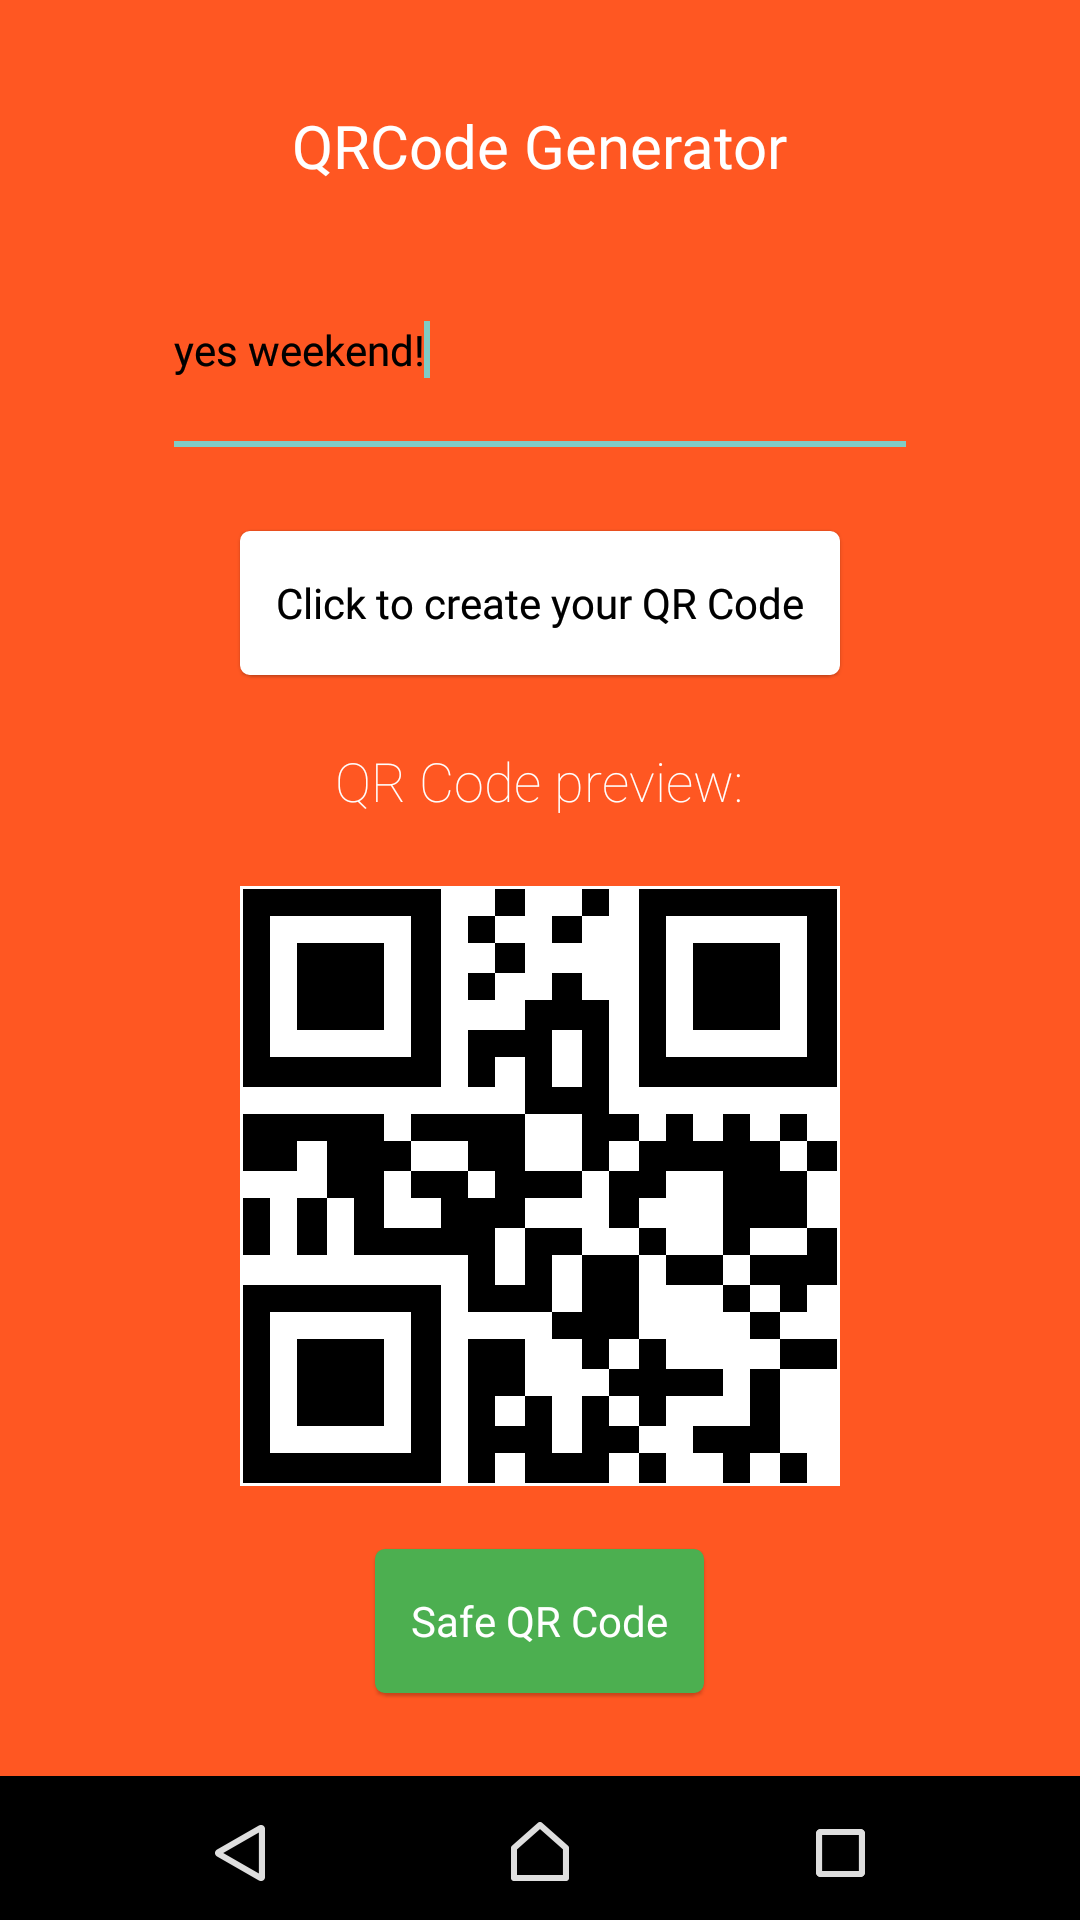 QRCode Generator
yes weekend!
Click to create your QR Code
QR Code preview:
Safe QR Code